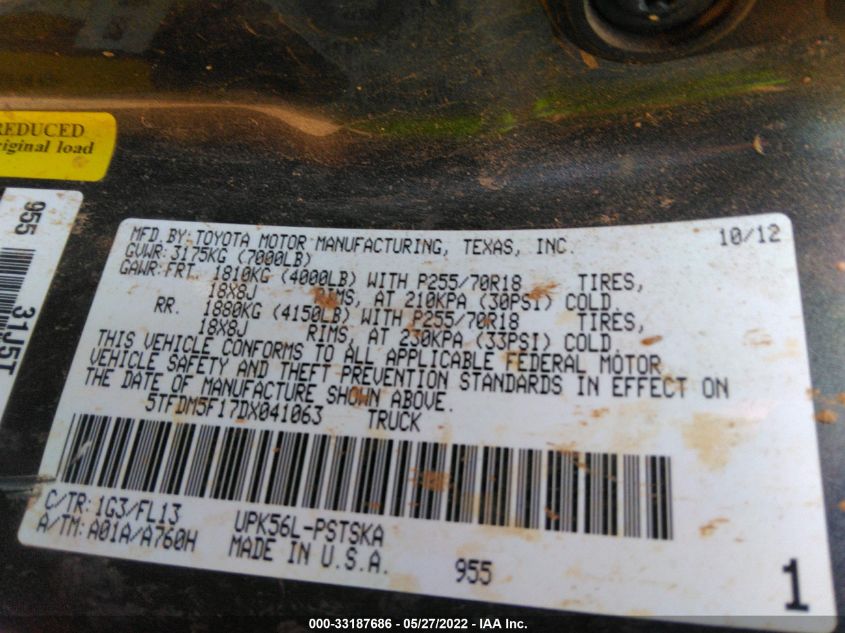 REDUCED
original load
955
31J5T
MFD BY: TOYOTA MOTOR MANUFACTURING, TEXAS, INC. 10/12
GVWR: 3175KG (7000LB)
GAWR: FRT. 1810KG (4000LB) WITH P255/70R18 TIRES,
18X8J RIMS, AT 210KPA (30PSI) COLD
RR. 1880KG (4150LB) WITH P255/70R18 TIRES,
18X8J RIMS, AT 230KPA (33PSI) COLD
THIS VEHICLE CONFORMS TO ALL APPLICABLE FEDERAL MOTOR
VEHICLE SAFETY AND THEFT PREVENTION STANDARDS IN EFFECT ON
THE DATE OF MANUFACTURE SHOWN ABOVE.
5TFDM5F17DX041063 TRUCK
C/TR: 1G3/FL13 UPK56L-PSTSKA
A/TM: A01A/A760H MADE IN U.S.A. 955 1
000-33187686 - 05/27/2022 - IAA Inc.